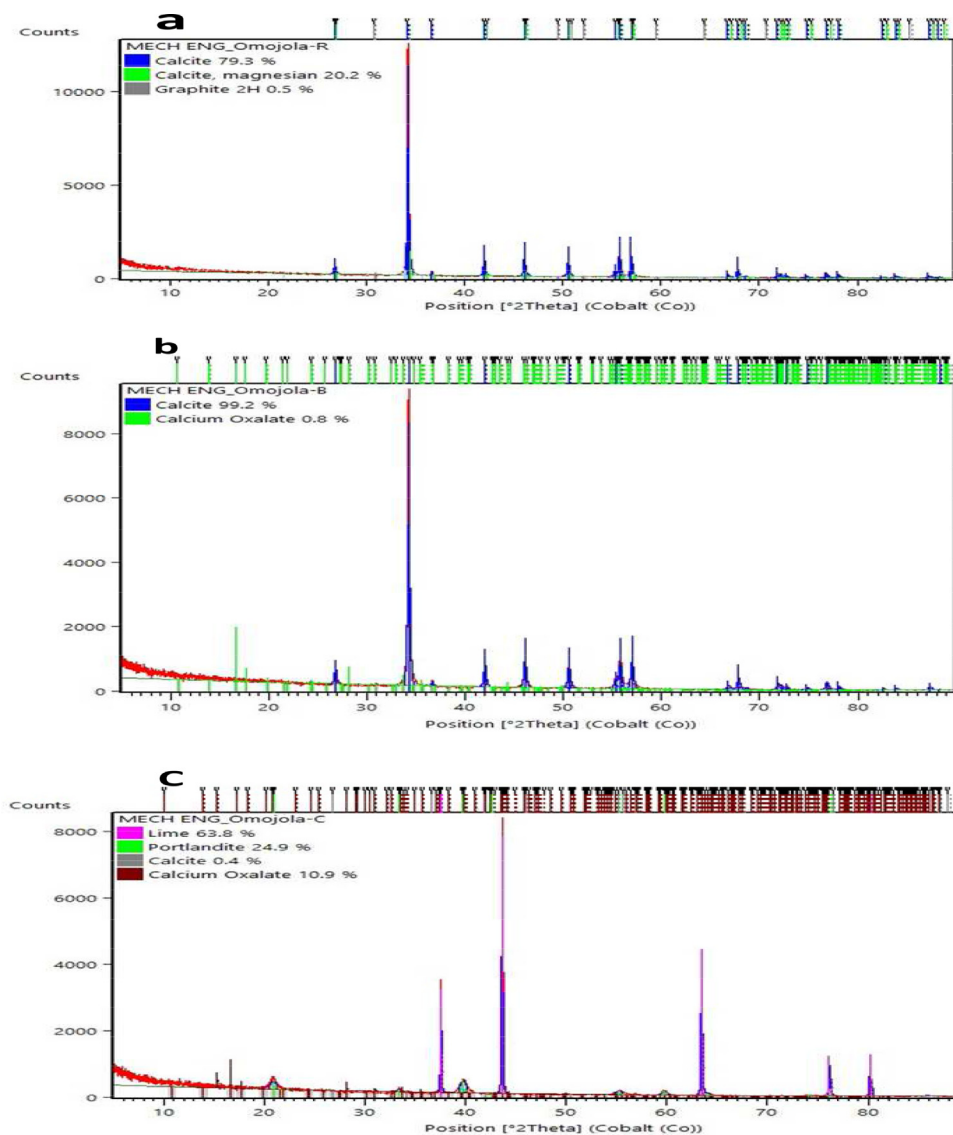 a
Counts
MECH ENG_Omojola-R
Calcite 79.3 %
Calcite, magnesian 20.2 %
Graphite 2H 0.5 %
10000
5000
0
10 20 30 40 50 60 70 80
Position [°2Theta] (Cobalt (Co))
b
Counts
MECH ENG_Omojola-B
Calcite 99.2 %
Calcium Oxalate 0.8 %
8000
6000
4000
2000
0
10 20 30 40 50 60 70 80
Position [°2Theta] (Cobalt (Co))
c
Counts
MECH ENG_Omojola-C
8000
Lime 63.8 %
Portlandite 24.9 %
Calcite 0.4 %
Calcium Oxalate 10.9 %
6000
4000
2000
0
10 20 30 40 50 60 70 80
Position [°2Theta] (Cobalt (Co))